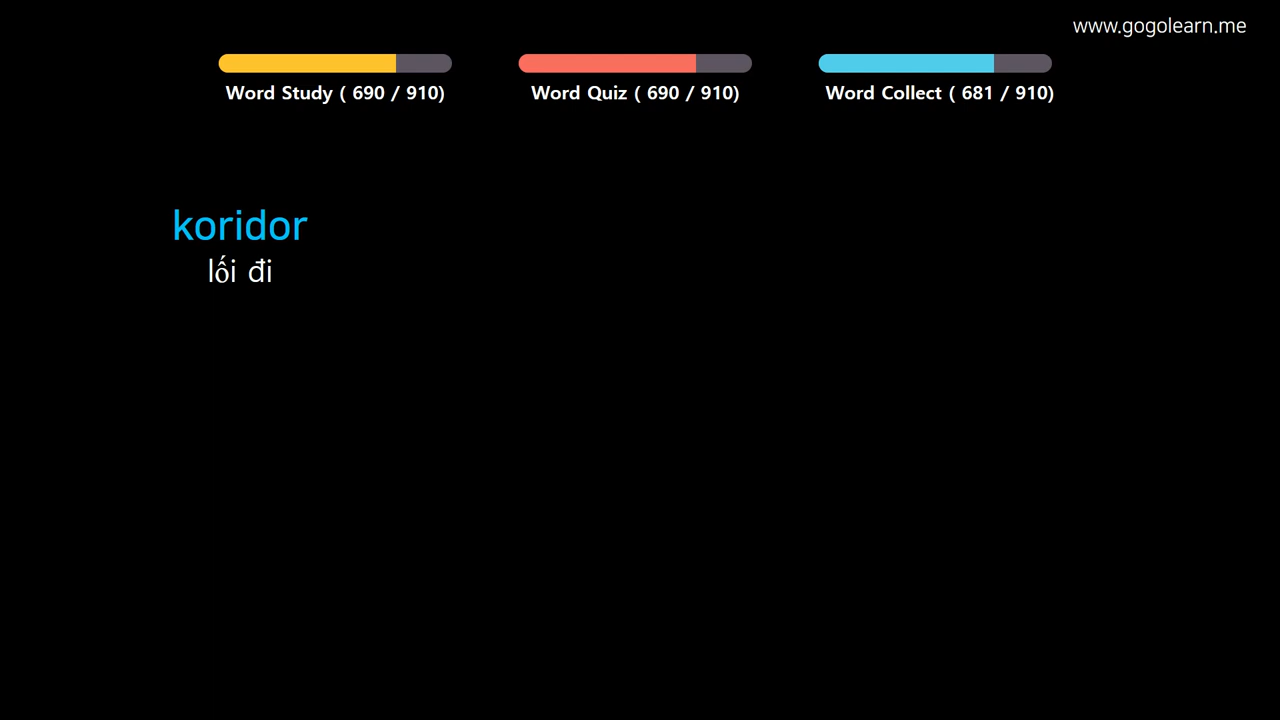 www.gogolearn.me
Word Study ( 690 / 910)
Word Quiz ( 690 / 910)
Word Collect ( 681 / 910)
koridor
lối đi